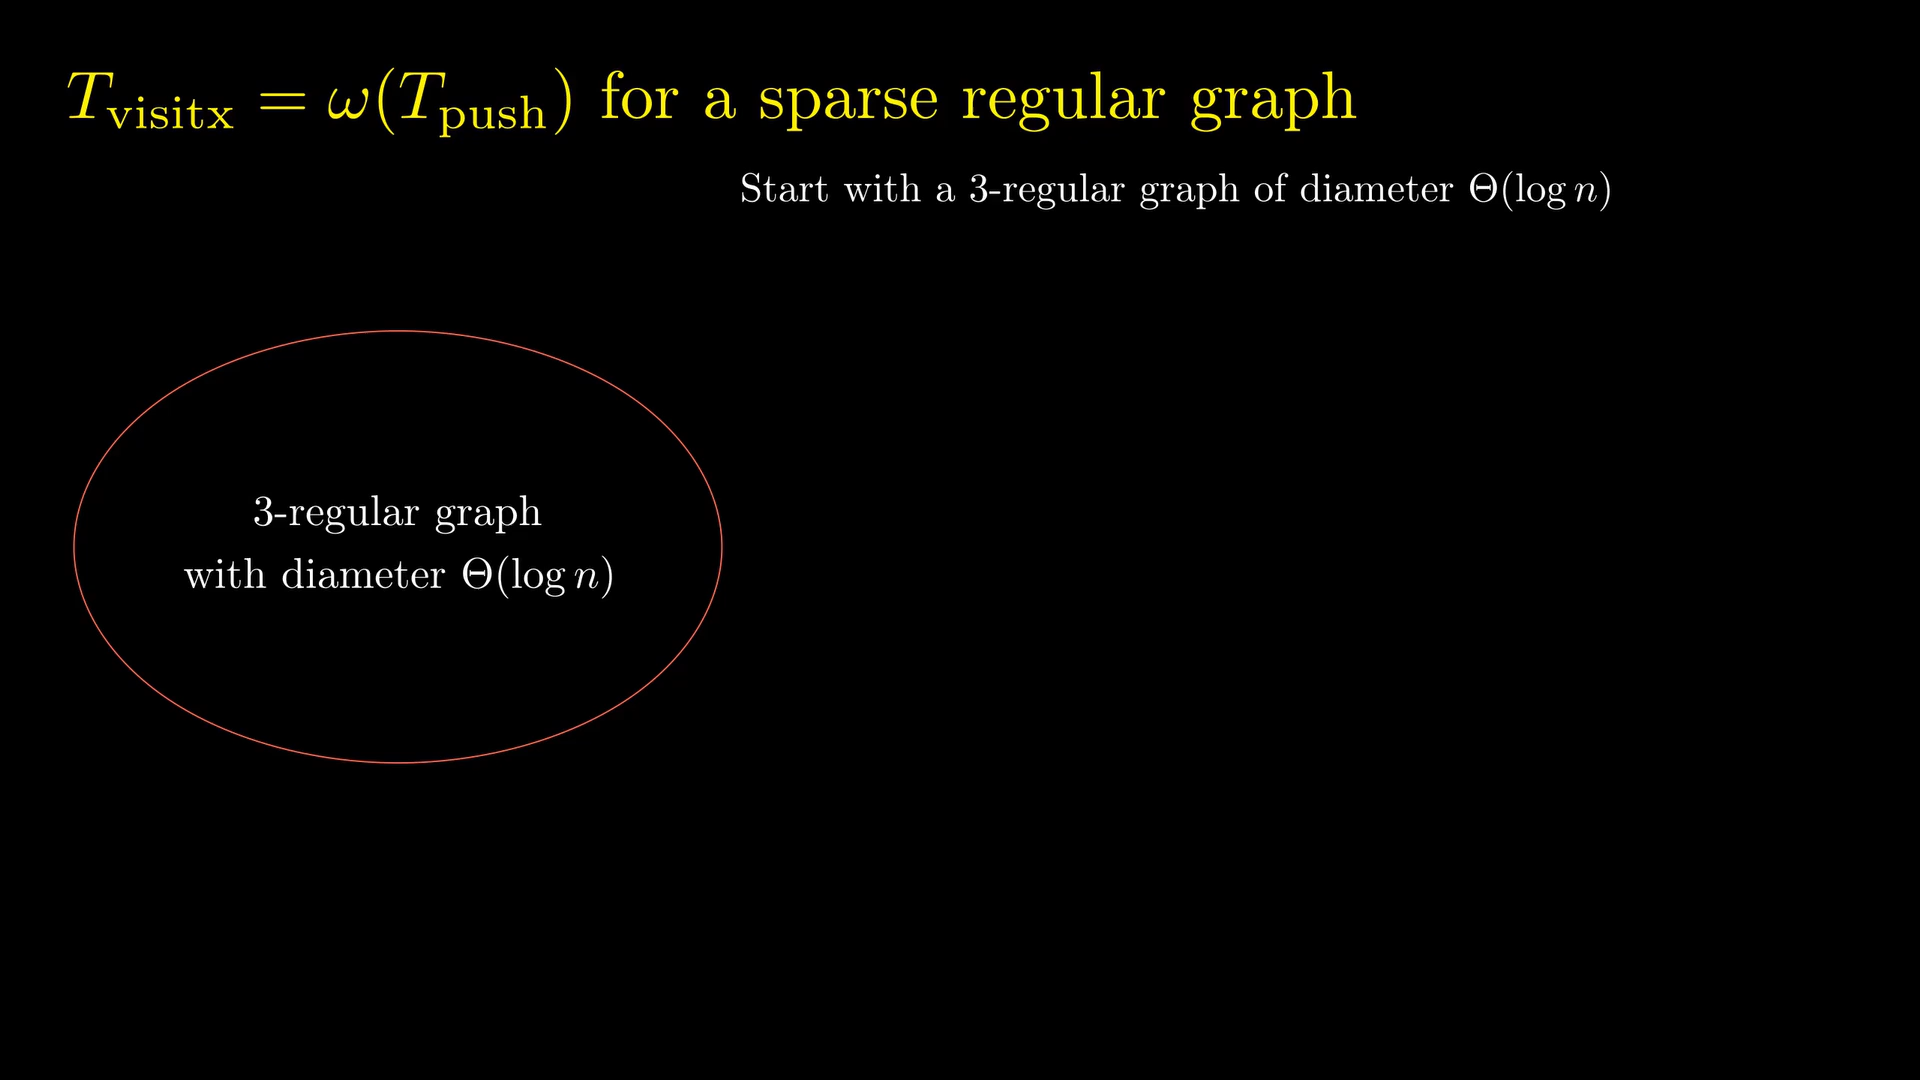 T_visitx = ω(T_push) for a sparse regular graph
Start with a 3-regular graph of diameter Θ(log n)
3-regular graph
with diameter Θ(log n)